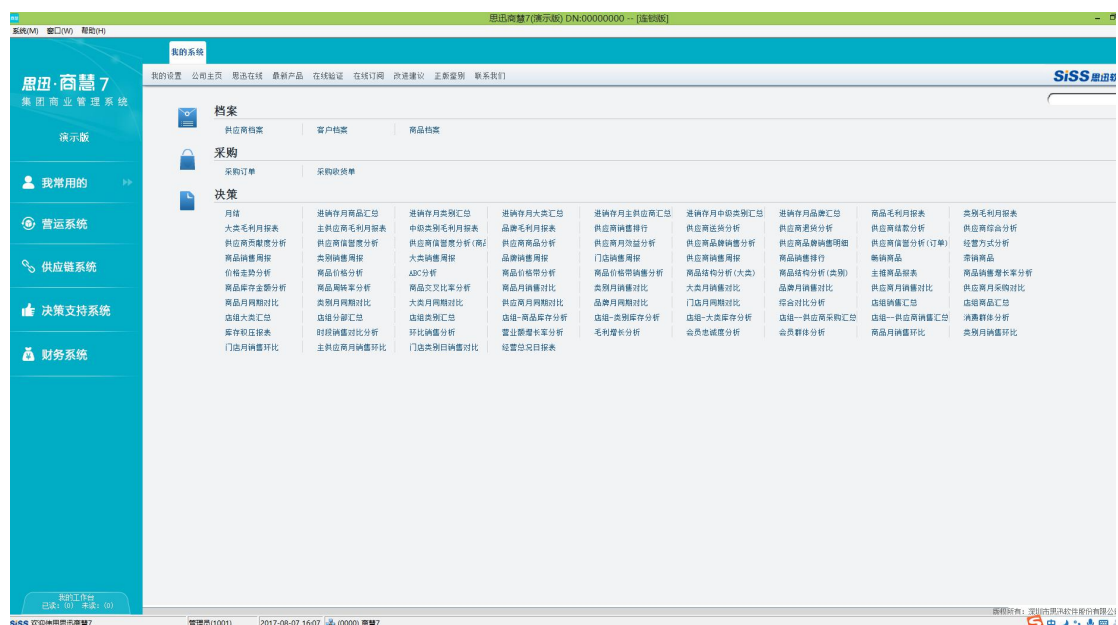 思迅商慧7(演示版) DN:00000000 -- [连锁版]
系统(M) 窗口(W) 帮助(H)
我的系统
我的设置 公司主页 思迅在线 最新产品 在线验证 在线订阅 改进建议 正版鉴别 联系我们
SiSS 思迅软
思迅·商慧 7
集团商业管理系统
演示版
我常用的
营运系统
供应链系统
决策支持系统
财务系统
档案
供应商档案 客户档案 商品档案
采购
采购订单 采购收货单
决策
月结 进销存月商品汇总 进销存月类别汇总 进销存月大类汇总 进销存月主供应商汇总 进销存月中级类别汇总 进销存月品牌汇总 商品毛利月报表 类别毛利月报表
大类毛利月报表 主供应商毛利月报表 中级类别毛利月报表 品牌毛利月报表 供应商销售排行 供应商送货分析 供应商退货分析 供应商结款分析 供应商综合分析
供应商贡献度分析 供应商信誉度分析 供应商信誉度分析(商品 供应商商品分析 供应商月效益分析 供应商品牌销售分析 供应商品牌销售明细 供应商信誉分析(订单) 经营方式分析
商品销售周报 类别销售周报 大类销售周报 品牌销售周报 门店销售周报 供应商销售周报 商品销售排行 畅销商品 滞销商品
价格走势分析 商品价格分析 ABC分析 商品价格带分析 商品价格带销售分析 商品结构分析(大类) 商品结构分析(类别) 主推商品报表 商品销售增长率分析
商品库存金额分析 商品周转率分析 商品交叉比率分析 商品月销售对比 类别月销售对比 大类月销售对比 品牌月销售对比 供应商月销售对比 供应商月采购对比
商品月同期对比 类别月同期对比 大类月同期对比 供应商月同期对比 品牌月同期对比 门店月同期对比 综合对比分析 店组销售汇总 店组商品汇总
店组大类汇总 店组分部汇总 店组类别汇总 店组-商品库存分析 店组-类别库存分析 店组-大类库存分析 店组--供应商采购汇总 店组--供应商销售汇总 消费群体分析
库存积压报表 时段销售对比分析 环比销售分析 营业额增长率分析 毛利增长分析 会员忠诚度分析 会员群体分析 商品月销售环比 类别月销售环比
门店月销售环比 主供应商月销售环比 门店类别日销售对比 经营总况日报表
我的工作台
已读: (0) 未读: (0)
版权所有: 深圳市思迅软件股份有限公
SiSS 欢迎使用思迅商慧7 管理员(1001) 2017-08-07 16:07 (0000) 商慧7 中